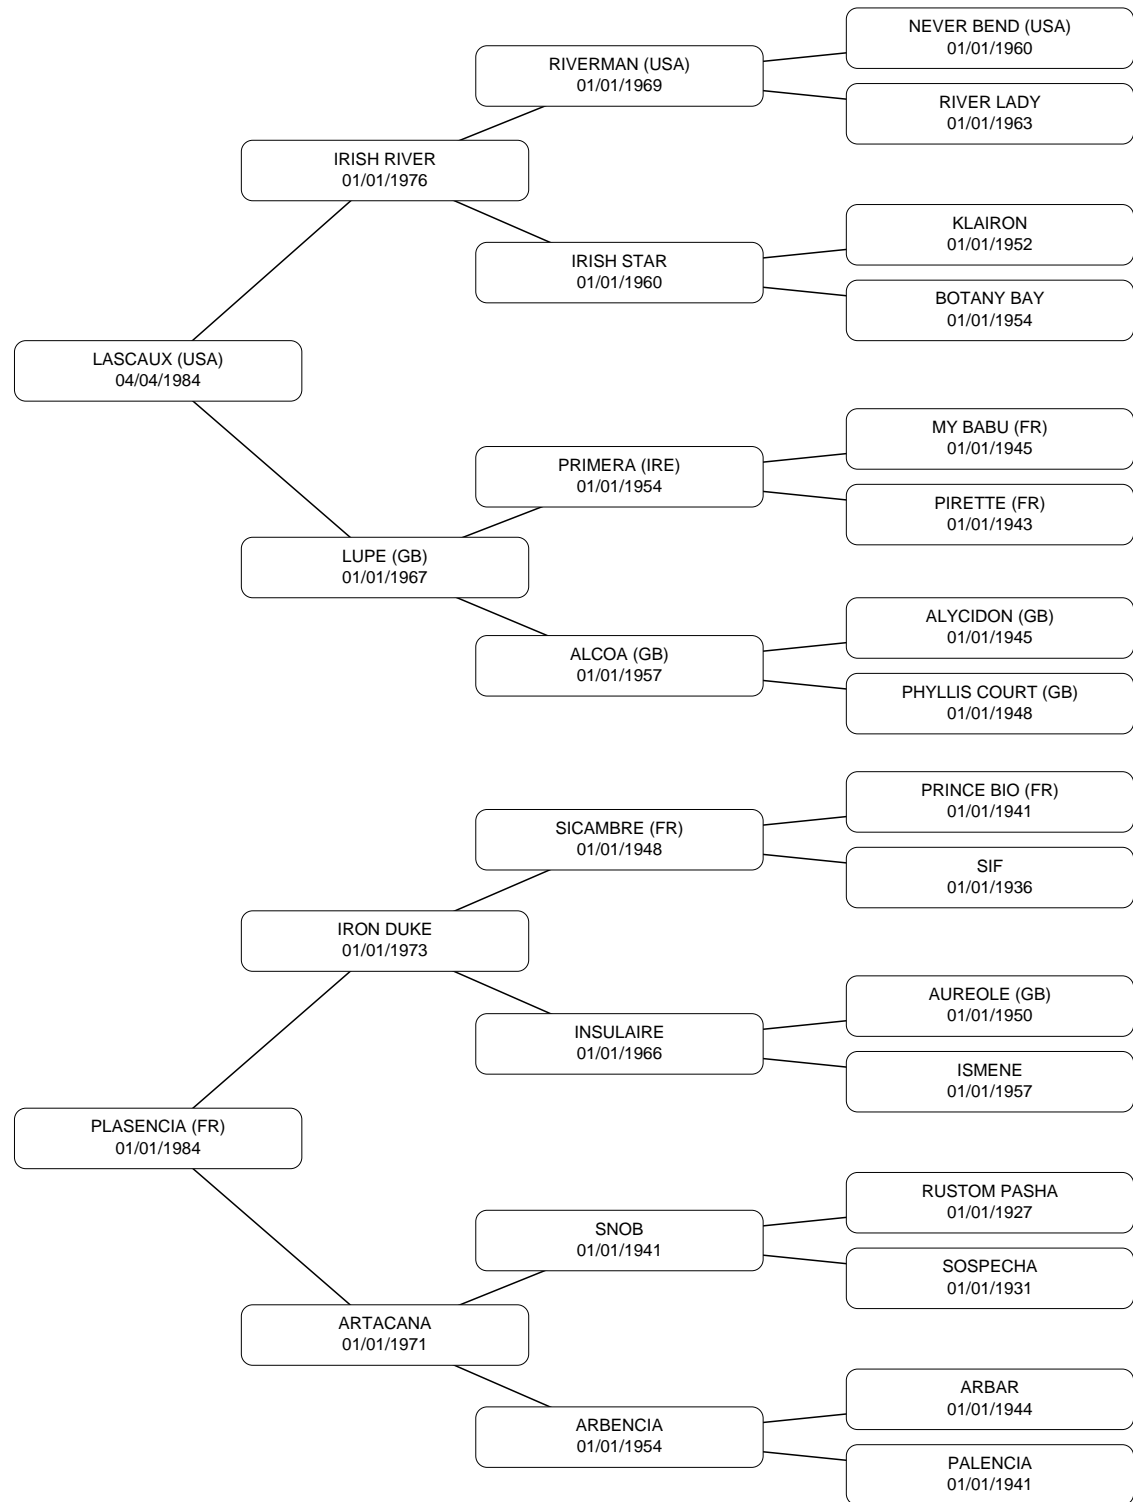 NEVER BEND (USA)
01/01/1960
RIVERMAN (USA)
01/01/1969
RIVER LADY
01/01/1963
IRISH RIVER
01/01/1976
KLAIRON
01/01/1952
IRISH STAR
01/01/1960
BOTANY BAY
01/01/1954
LASCAUX (USA)
04/04/1984
MY BABU (FR)
01/01/1945
PRIMERA (IRE)
01/01/1954
PIRETTE (FR)
01/01/1943
LUPE (GB)
01/01/1967
ALYCIDON (GB)
01/01/1945
ALCOA (GB)
01/01/1957
PHYLLIS COURT (GB)
01/01/1948
PRINCE BIO (FR)
01/01/1941
SICAMBRE (FR)
01/01/1948
SIF
01/01/1936
IRON DUKE
01/01/1973
AUREOLE (GB)
01/01/1950
INSULAIRE
01/01/1966
ISMENE
01/01/1957
PLASENCIA (FR)
01/01/1984
RUSTOM PASHA
01/01/1927
SNOB
01/01/1941
SOSPECHA
01/01/1931
ARTACANA
01/01/1971
ARBAR
01/01/1944
ARBENCIA
01/01/1954
PALENCIA
01/01/1941